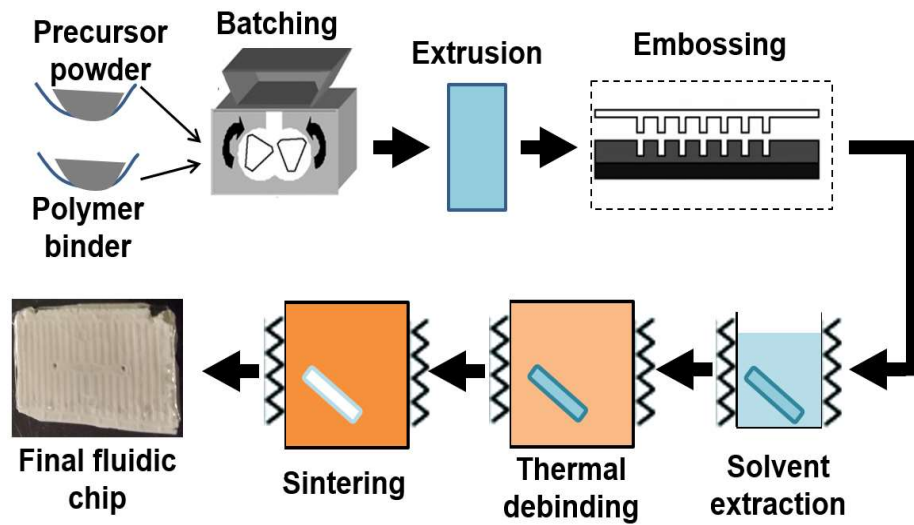 Precursor
powder
Batching
Extrusion
Embossing
Polymer
binder
Final fluidic
chip
Sintering
Thermal
debinding
Solvent
extraction